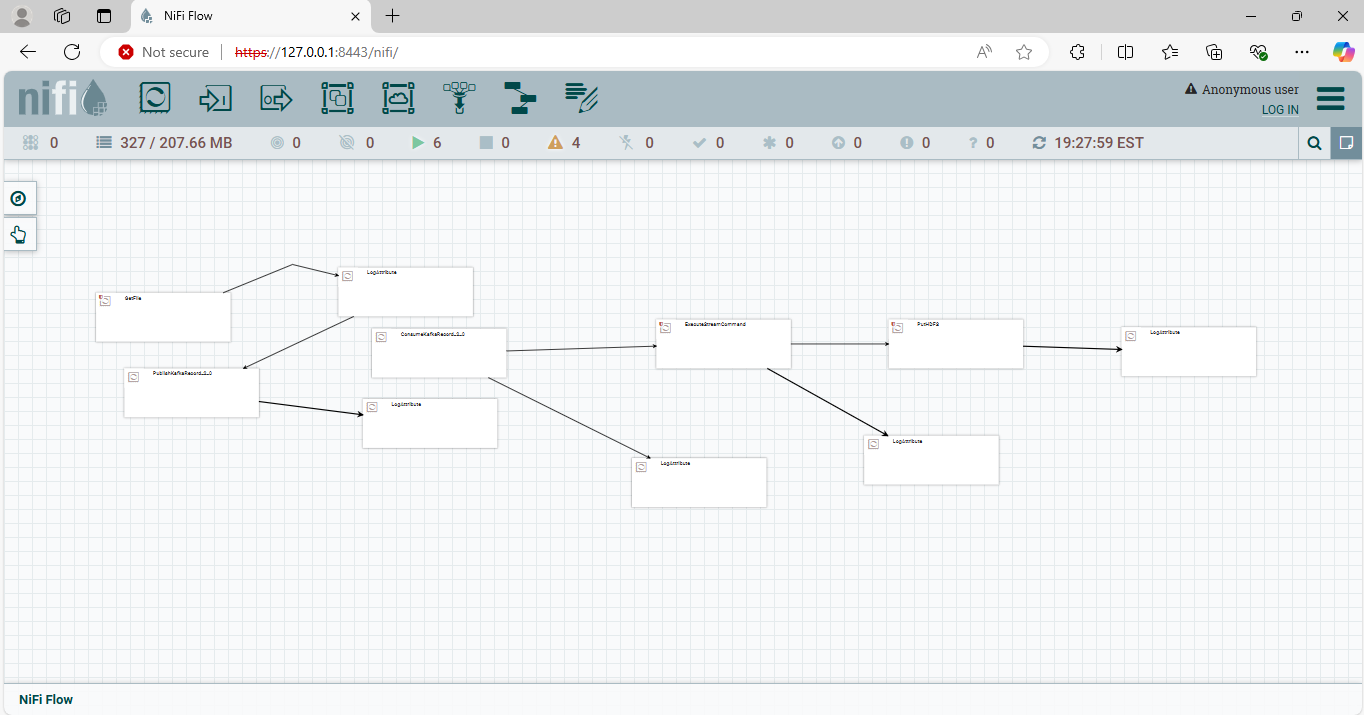 NiFi Flow
Not secure https://127.0.0.1:8443/nifi/
nifi
Anonymous user
LOG IN
0 327 / 207.66 MB 0 0 6 0 4 0 0 0 0 0 0 19:27:59 EST
LogAttribute
GetFile
ConsumeKafkaRecord_2_0
ExecuteStreamCommand
PutHDFS
LogAttribute
PublishKafkaRecord_2_0
LogAttribute
LogAttribute
LogAttribute
NiFi Flow